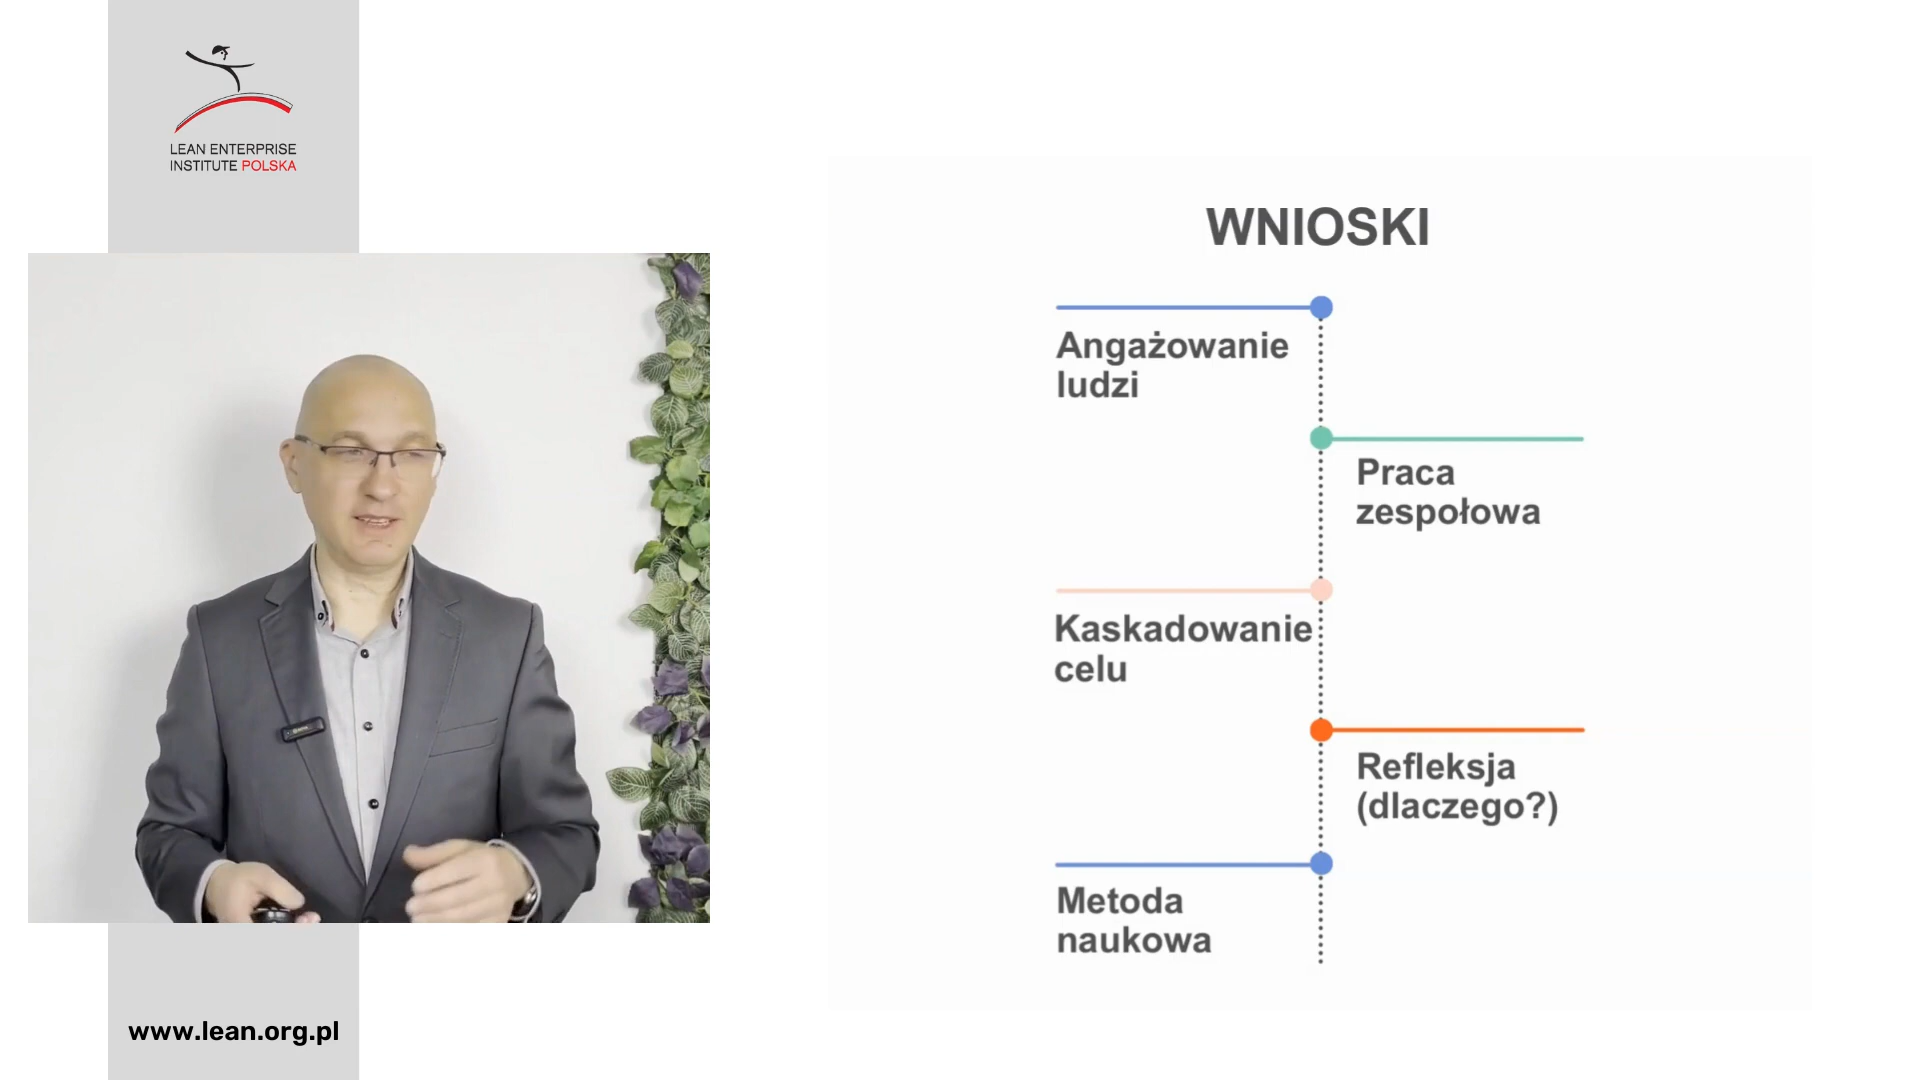 LEAN ENTERPRISE
INSTITUTE POLSKA
WNIOSKI
Angażowanie
ludzi
Praca
zespołowa
Kaskadowanie
celu
Refleksja
(dlaczego?)
Metoda
naukowa
www.lean.org.pl